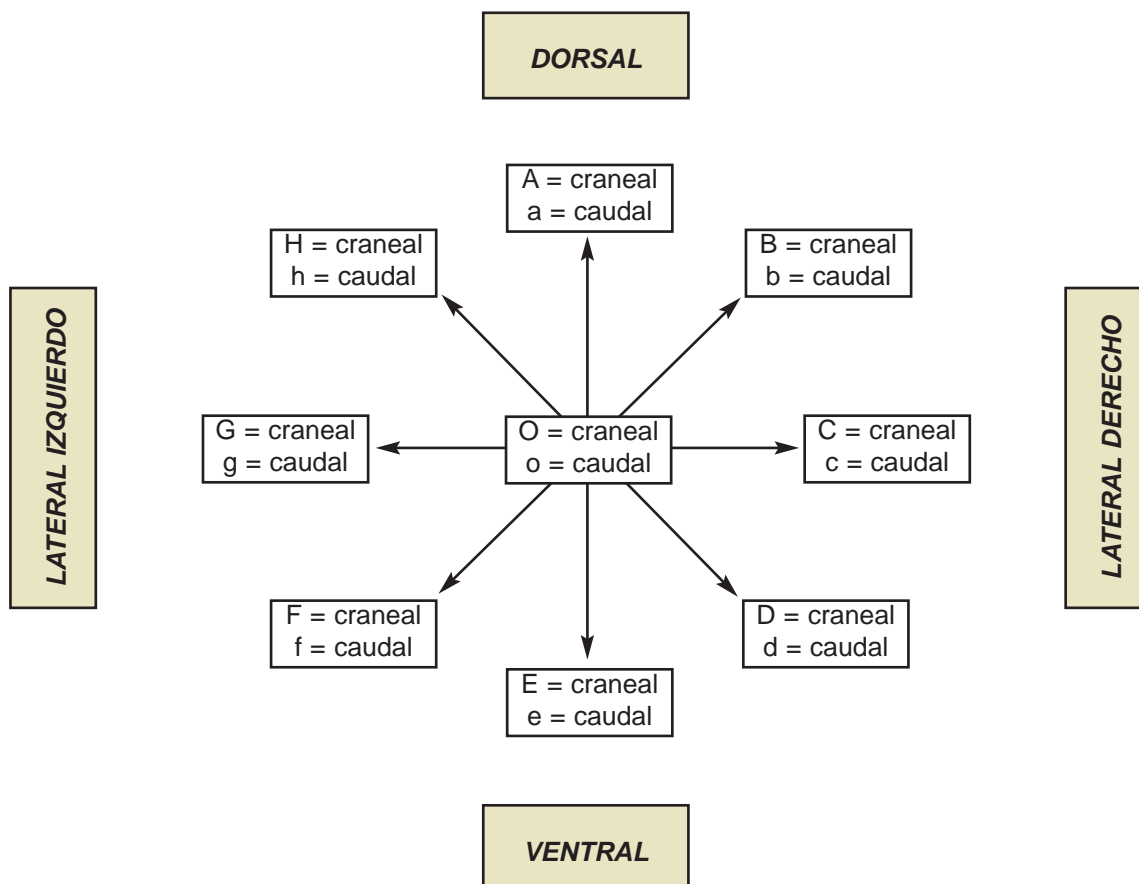 DORSAL
A = craneal
a = caudal
H = craneal
h = caudal
B = craneal
b = caudal
LATERAL IZQUIERDO
LATERAL DERECHO
G = craneal
g = caudal
O = craneal
o = caudal
C = craneal
c = caudal
F = craneal
f = caudal
D = craneal
d = caudal
E = craneal
e = caudal
VENTRAL